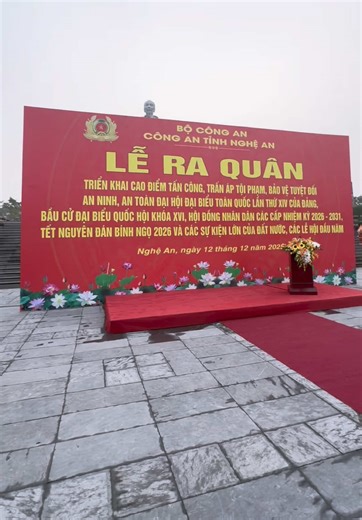 BỘ CÔNG AN
CÔNG AN TỈNH NGHỆ AN
LỄ RA QUÂN
TRIỂN KHAI CAO ĐIỂM TẤN CÔNG, TRẤN ÁP TỘI PHẠM, BẢO VỆ TUYỆT ĐỐI
AN NINH, AN TOÀN ĐẠI HỘI ĐẠI BIỂU TOÀN QUỐC LẦN THỨ XIV CỦA ĐẢNG,
BẦU CỬ ĐẠI BIỂU QUỐC HỘI KHÓA XVI, HỘI ĐỒNG NHÂN DÂN CÁC CẤP NHIỆM KỲ 2026 - 2031,
TẾT NGUYÊN ĐÁN BÍNH NGỌ 2026 VÀ CÁC SỰ KIỆN LỚN CỦA ĐẤT NƯỚC, CÁC LỄ HỘI ĐẦU NĂM
Nghệ An, ngày 12 tháng 12 năm 2025